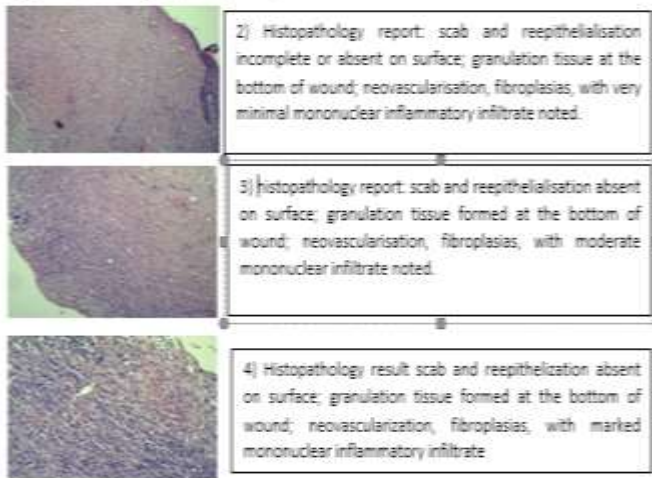 2) Histopathology report: scab and reepithelialisation
incomplete or absent on surface; granulation tissue at the
bottom of wound; neovascularisation, fibroplasias, with very
minimal mononuclear inflammatory infiltrate noted.
3) histopathology report: scab and reepithelialisation absent
on surface; granulation tissue formed at the bottom of
wound; neovascularisation, fibroplasias, with moderate
mononuclear infiltrate noted.
4) Histopathology result scab and reepithelization absent
on surface; granulation tissue formed at the bottom of
wound; neovascularization, fibroplasias, with marked
mononuclear inflammatory infiltrate